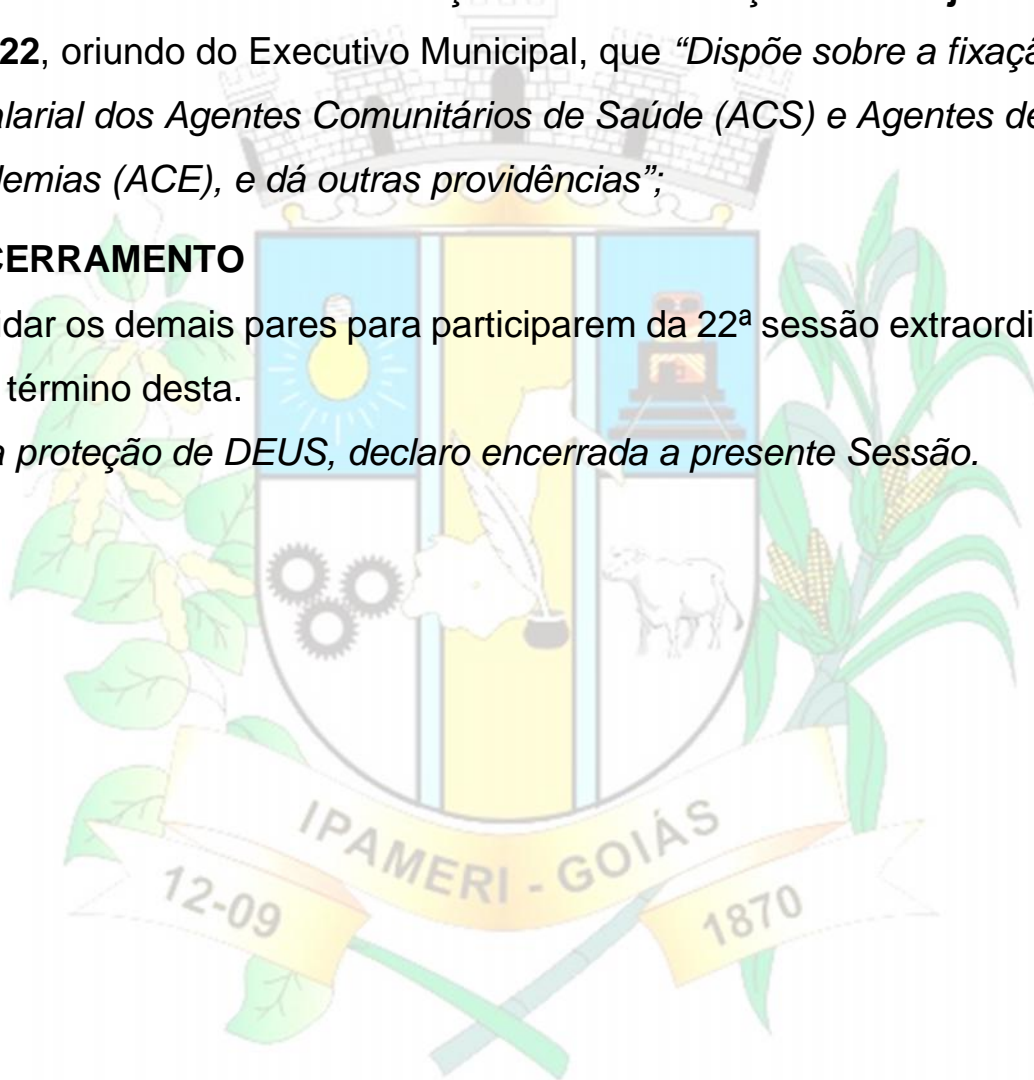 22, oriundo do Executivo Municipal, que “Dispõe sobre a fixaçã
alarial dos Agentes Comunitários de Saúde (ACS) e Agentes de
demias (ACE), e dá outras providências”;
CERRAMENTO
idar os demais pares para participarem da 22ª sessão extraordi
término desta.
a proteção de DEUS, declaro encerrada a presente Sessão.
IPAMERI - GOIÁS
12-09
1870